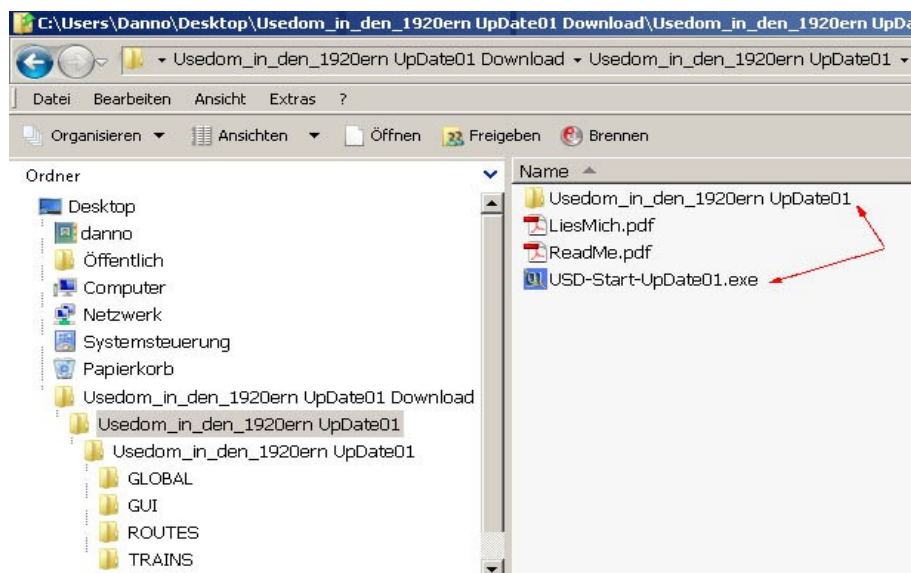 C:\Users\Danno\Desktop\Usedom_in_den_1920ern UpDate01 Download\Usedom_in_den_1920ern UpDa
Usedom_in_den_1920ern UpDate01 Download Usedom_in_den_1920ern UpDate01
Datei Bearbeiten Ansicht Extras ?
Organisieren Ansichten Öffnen Freigeben Brennen
Ordner
Desktop
danno
Öffentlich
Computer
Netzwerk
Systemsteuerung
Papierkorb
Usedom_in_den_1920ern UpDate01 Download
Usedom_in_den_1920ern UpDate01
Usedom_in_den_1920ern UpDate01
GLOBAL
GUI
ROUTES
TRAINS
Name
Usedom_in_den_1920ern UpDate01
LiesMich.pdf
ReadMe.pdf
USD-Start-UpDate01.exe